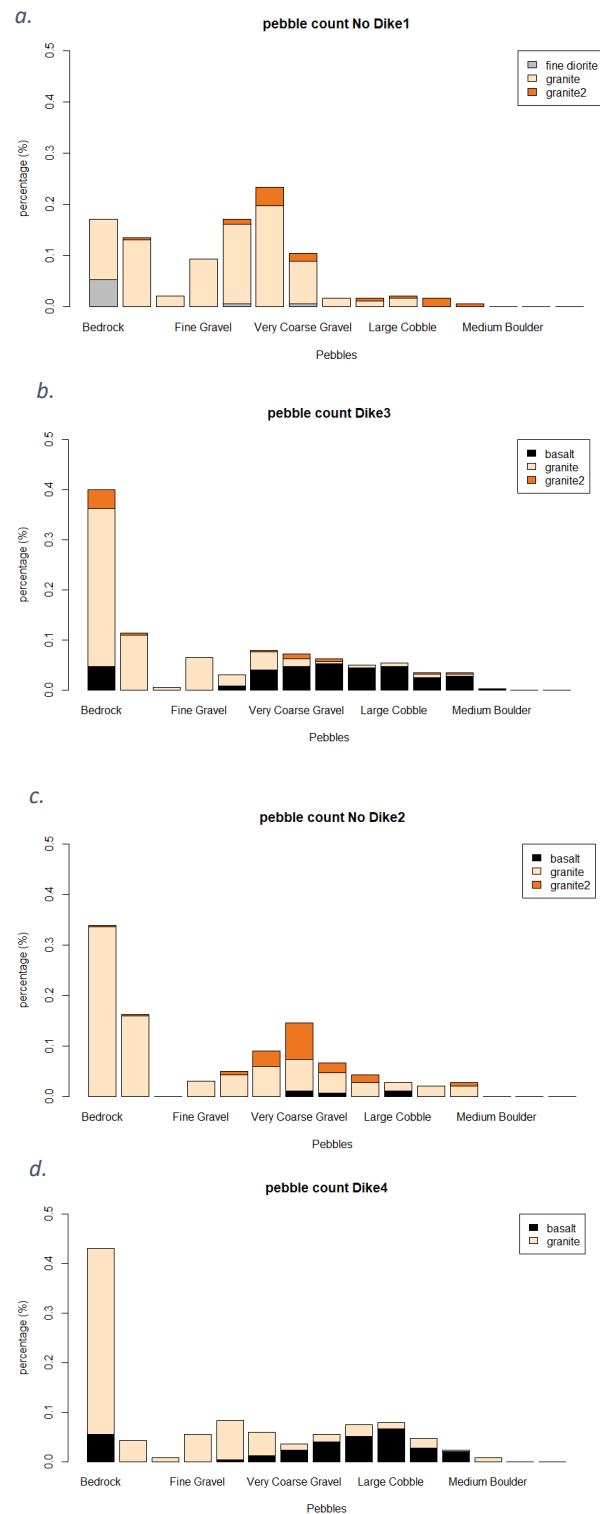 a.
pebble count No Dike1
fine diorite
granite
granite2
percentage (%)
0.5
0.4
0.3
0.2
0.1
0.0
Bedrock Fine Gravel Very Coarse Gravel Large Cobble Medium Boulder
Pebbles
b.
pebble count Dike3
basalt
granite
granite2
percentage (%)
0.5
0.4
0.3
0.2
0.1
0.0
Bedrock Fine Gravel Very Coarse Gravel Large Cobble Medium Boulder
Pebbles
c.
pebble count No Dike2
basalt
granite
granite2
percentage (%)
0.5
0.4
0.3
0.2
0.1
0.0
Bedrock Fine Gravel Very Coarse Gravel Large Cobble Medium Boulder
Pebbles
d.
pebble count Dike4
basalt
granite
percentage (%)
0.5
0.4
0.3
0.2
0.1
0.0
Bedrock Fine Gravel Very Coarse Gravel Large Cobble Medium Boulder
Pebbles